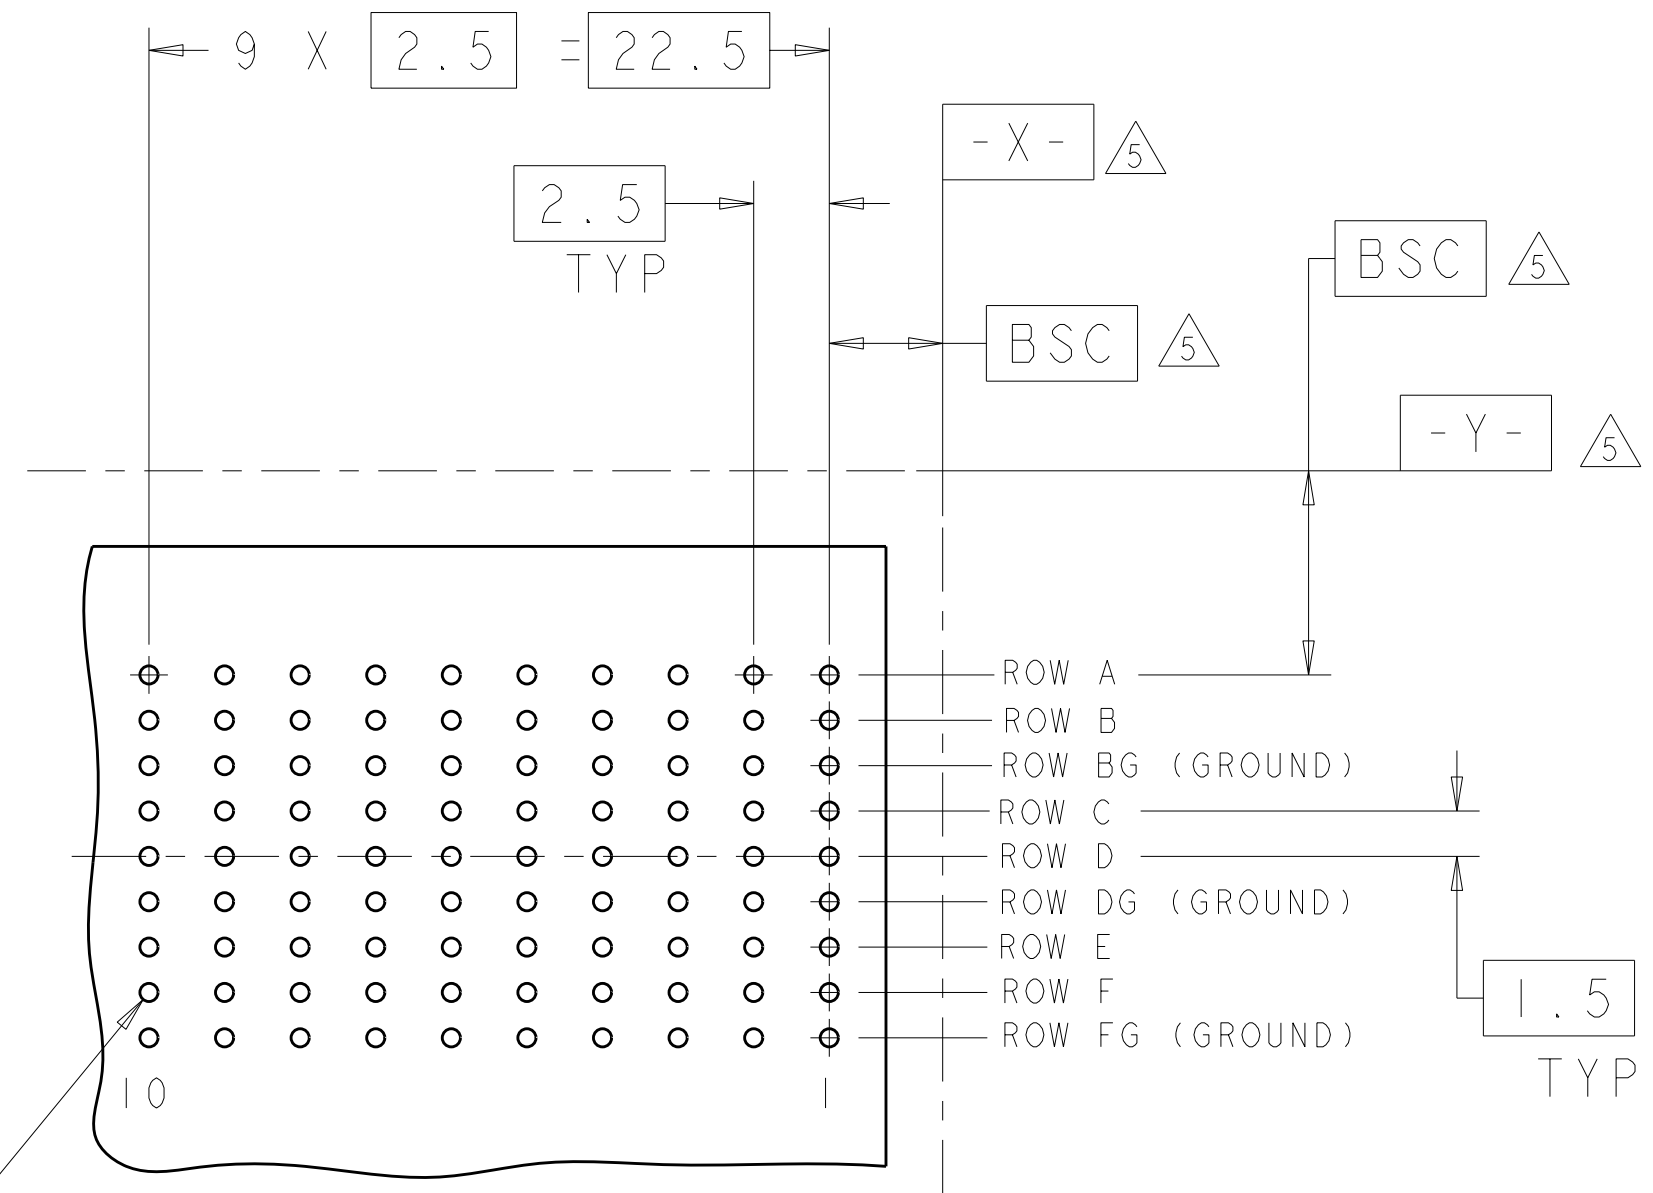 9 X 2.5 = 22.5
-X- 5
2.5
TYP
BSC 5
BSC 5
-Y- 5
ROW A
ROW B
ROW BG (GROUND)
ROW C
ROW D
ROW DG (GROUND)
ROW E
ROW F
1.5
ROW FG (GROUND)
TYP
10 1